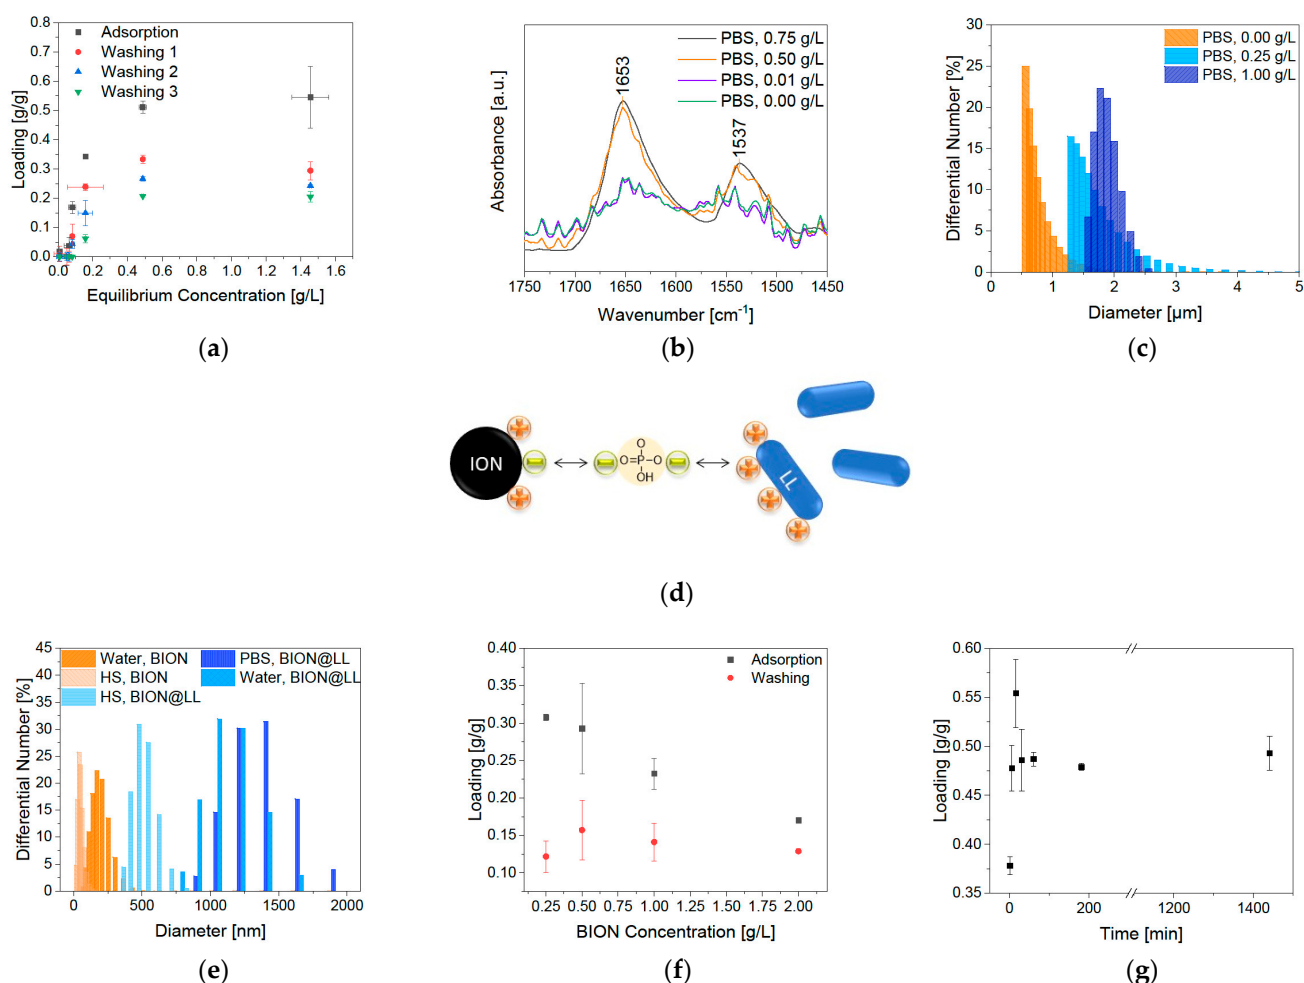 0.8
0.7
0.6
0.5
0.4
0.3
0.2
0.1
0.0
Loading [g/g]
Adsorption
Washing 1
Washing 2
Washing 3
0.0 0.2 0.4 0.6 0.8 1.0 1.2 1.4 1.6
Equilibrium Concentration [g/L]
(a)
Absorbance [a.u.]
1653
1537
PBS, 0.75 g/L
PBS, 0.50 g/L
PBS, 0.01 g/L
PBS, 0.00 g/L
1750 1700 1650 1600 1550 1500 1450
Wavenumber [cm-1]
(b)
30
25
20
15
10
5
0
Differential Number [%]
PBS, 0.00 g/L
PBS, 0.25 g/L
PBS, 1.00 g/L
0 1 2 3 4 5
Diameter [µm]
(c)
ION
O
O=P–O
OH
LL
(d)
45
40
35
30
25
20
15
10
5
0
Differential Number [%]
Water, BION
HS, BION
HS, BION@LL
PBS, BION@LL
Water, BION@LL
0 500 1000 1500 2000
Diameter [nm]
(e)
0.40
0.35
0.30
0.25
0.20
0.15
0.10
Loading [g/g]
Adsorption
Washing
0.25 0.50 1.00 2.00
BION Concentration [g/L]
(f)
0.60
0.55
0.50
0.45
0.40
0.35
Loading [g/g]
0 200 1200 1400
Time [min]
(g)